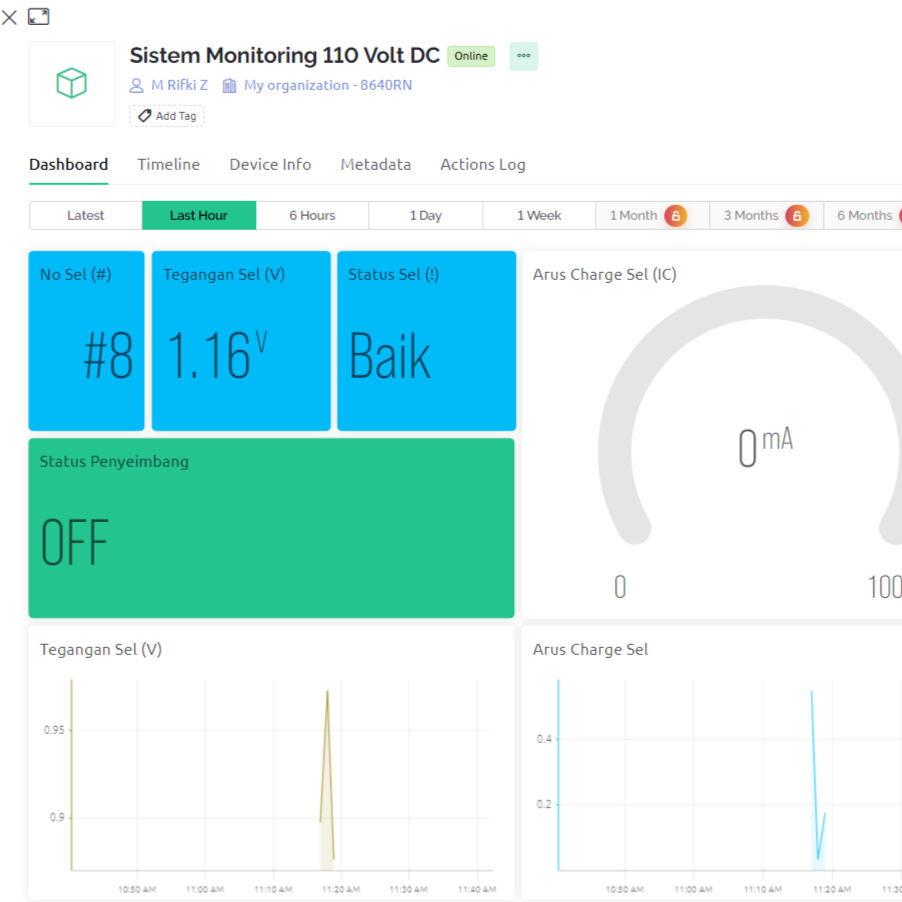 Sistem Monitoring 110 Volt DC Online
M Rifki Z My organization - 8640RN
Add Tag
Dashboard Timeline Device Info Metadata Actions Log
Latest Last Hour 6 Hours 1 Day 1 Week 1 Month 3 Months 6 Months
No Sel (#) Tegangan Sel (V) Status Sel (!) Arus Charge Sel (IC)
#8 1.16 V Baik
0 mA
Status Penyeimbang
OFF
0 100
Tegangan Sel (V) Arus Charge Sel
0.95
0.9
10:50 AM 11:00 AM 11:10 AM 11:20 AM 11:30 AM 11:40 AM
0.4
0.2
10:50 AM 11:00 AM 11:10 AM 11:20 AM 11:30